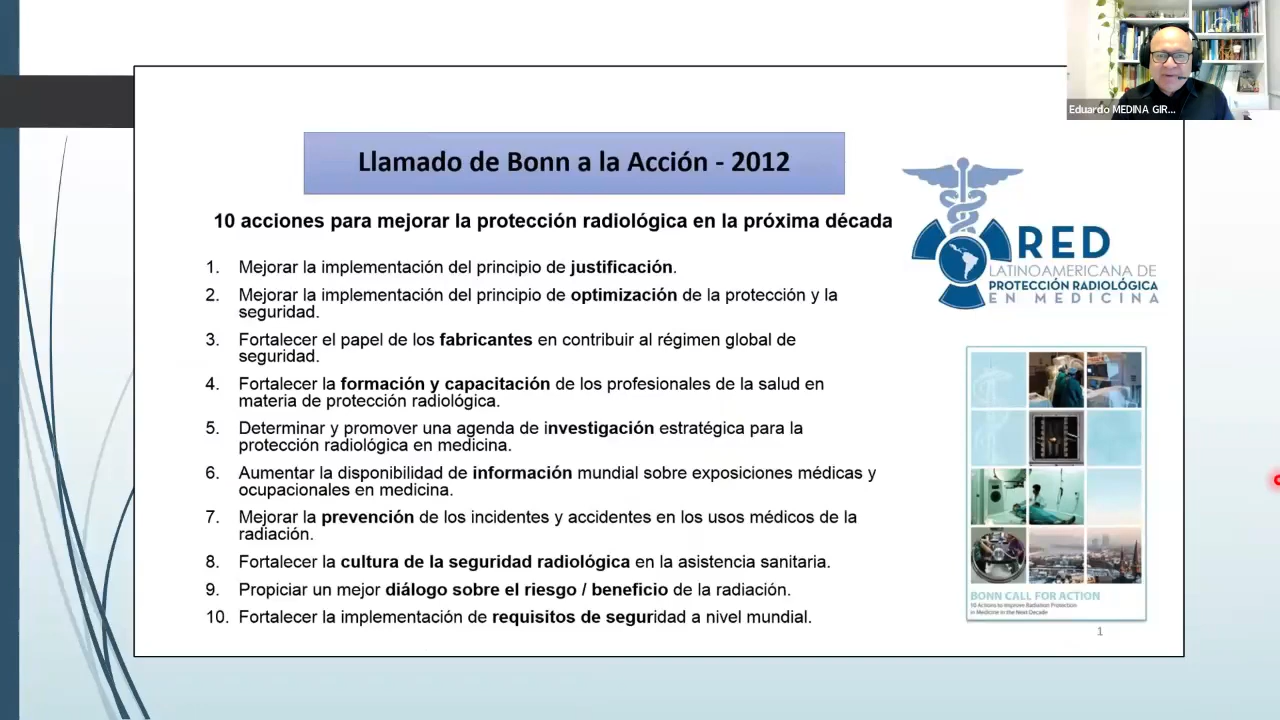 Eduardo MEDINA GIR...
Llamado de Bonn a la Acción - 2012
10 acciones para mejorar la protección radiológica en la próxima década
1. Mejorar la implementación del principio de justificación.
2. Mejorar la implementación del principio de optimización de la protección y la
seguridad.
3. Fortalecer el papel de los fabricantes en contribuir al régimen global de
seguridad.
4. Fortalecer la formación y capacitación de los profesionales de la salud en
materia de protección radiológica.
5. Determinar y promover una agenda de investigación estratégica para la
protección radiológica en medicina.
6. Aumentar la disponibilidad de información mundial sobre exposiciones médicas y
ocupacionales en medicina.
7. Mejorar la prevención de los incidentes y accidentes en los usos médicos de la
radiación.
8. Fortalecer la cultura de la seguridad radiológica en la asistencia sanitaria.
9. Propiciar un mejor diálogo sobre el riesgo / beneficio de la radiación.
10. Fortalecer la implementación de requisitos de seguridad a nivel mundial.
RED
LATINOAMERICANA DE
PROTECCIÓN RADIOLÓGICA
EN MEDICINA
BONN CALL FOR ACTION
10 Actions to Improve Radiation Protection
in Medicine in the Next Decade
1